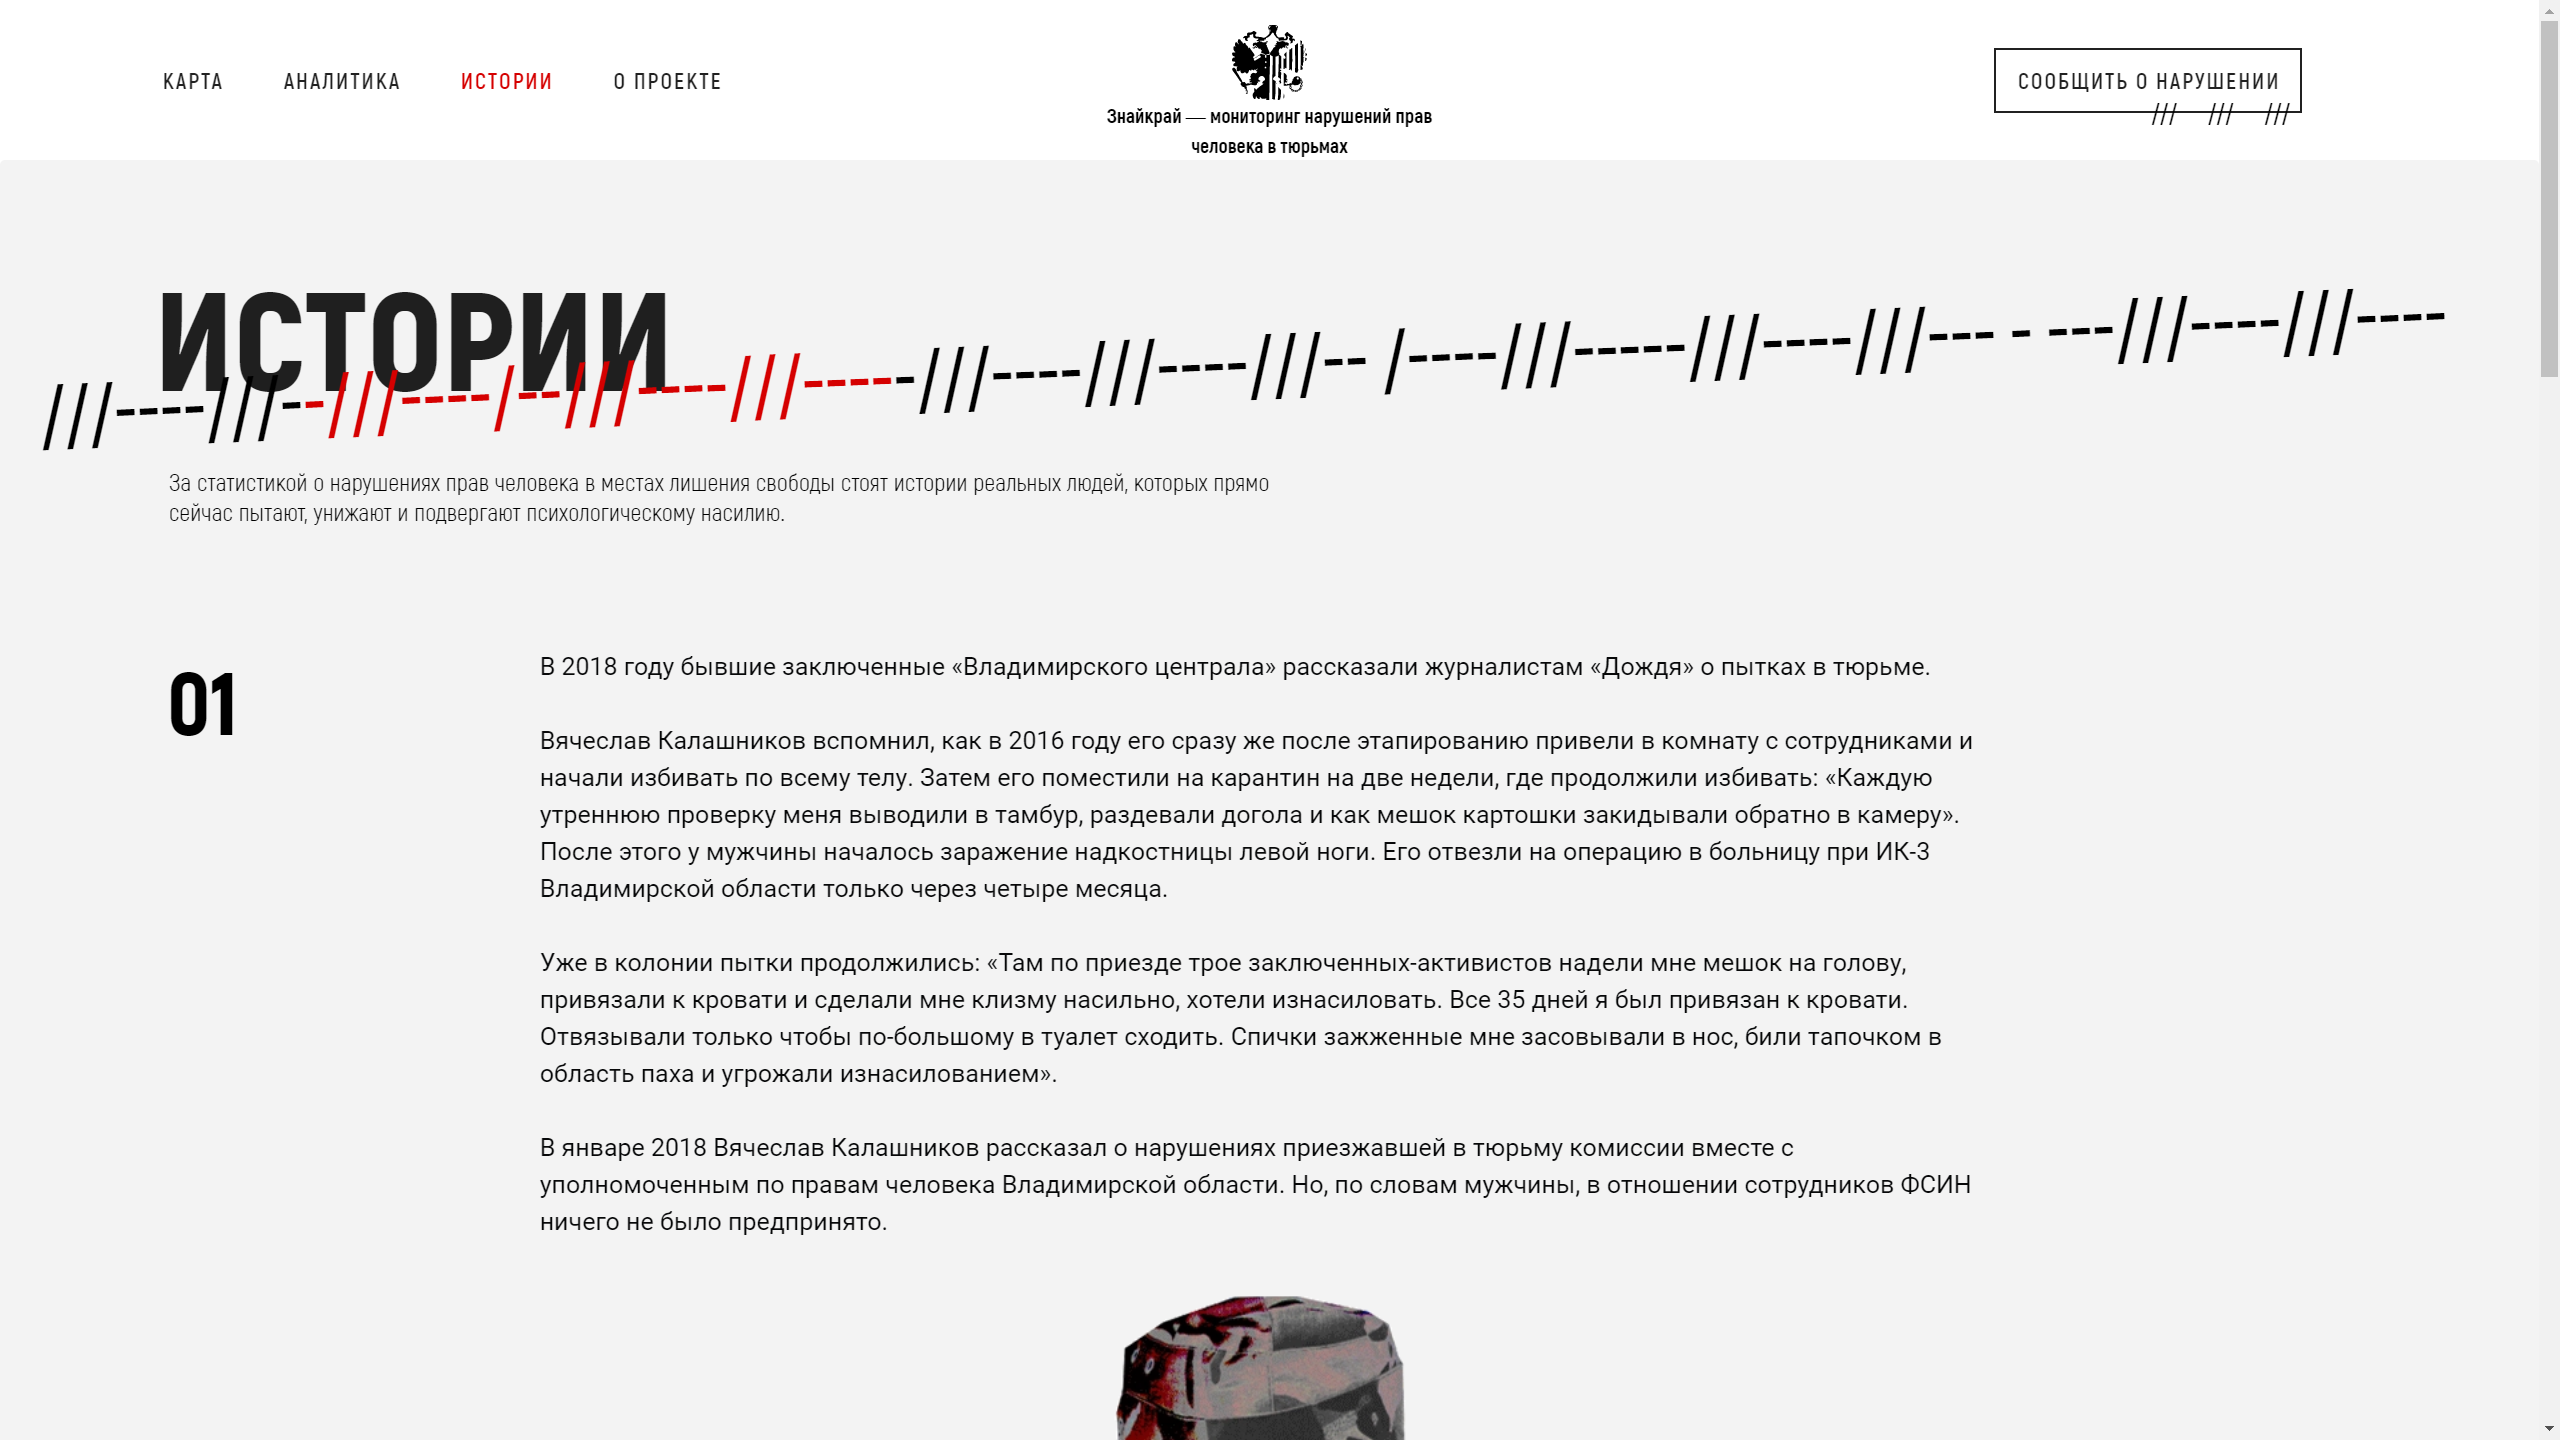 КАРТА АНАЛИТИКА ИСТОРИИ О ПРОЕКТЕ
Знайкрай — мониторинг нарушений прав
человека в тюрьмах
СООБЩИТЬ О НАРУШЕНИИ
/// /// ///
ИСТОРИИ
///----///--///----/--///----///-----///----///----///-- /----///-----///----///--- - ---///----///----
За статистикой о нарушениях прав человека в местах лишения свободы стоят истории реальных людей, которых прямо
сейчас пытают, унижают и подвергают психологическому насилию.
01
В 2018 году бывшие заключенные «Владимирского централа» рассказали журналистам «Дождя» о пытках в тюрьме.
Вячеслав Калашников вспомнил, как в 2016 году его сразу же после этапированию привели в комнату с сотрудниками и
начали избивать по всему телу. Затем его поместили на карантин на две недели, где продолжили избивать: «Каждую
утреннюю проверку меня выводили в тамбур, раздевали догола и как мешок картошки закидывали обратно в камеру».
После этого у мужчины началось заражение надкостницы левой ноги. Его отвезли на операцию в больницу при ИК-3
Владимирской области только через четыре месяца.
Уже в колонии пытки продолжились: «Там по приезде трое заключенных-активистов надели мне мешок на голову,
привязали к кровати и сделали мне клизму насильно, хотели изнасиловать. Все 35 дней я был привязан к кровати.
Отвязывали только чтобы по-большому в туалет сходить. Спички зажженные мне засовывали в нос, били тапочком в
область паха и угрожали изнасилованием».
В январе 2018 Вячеслав Калашников рассказал о нарушениях приезжавшей в тюрьму комиссии вместе с
уполномоченным по правам человека Владимирской области. Но, по словам мужчины, в отношении сотрудников ФСИН
ничего не было предпринято.